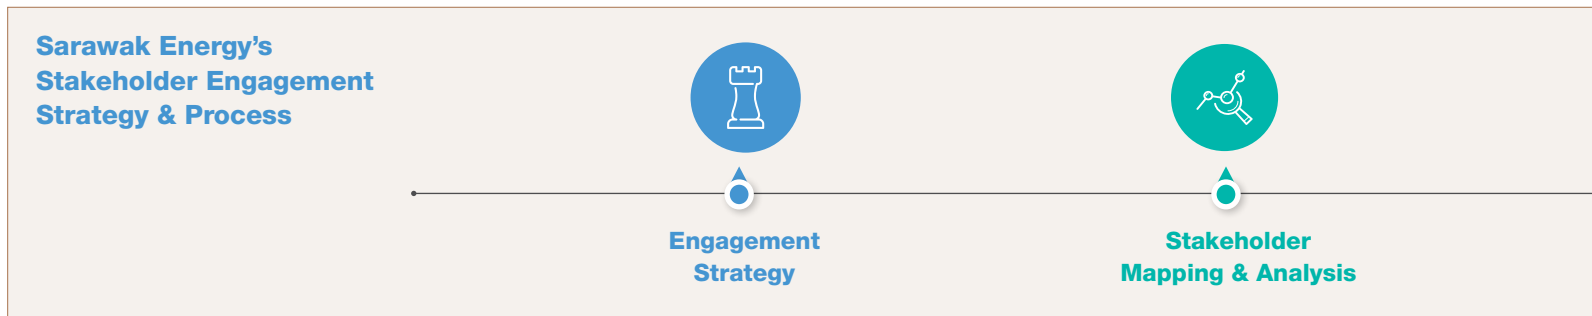 Sarawak Energy’s
Stakeholder Engagement
Strategy & Process
Engagement
Strategy
Stakeholder
Mapping & Analysis